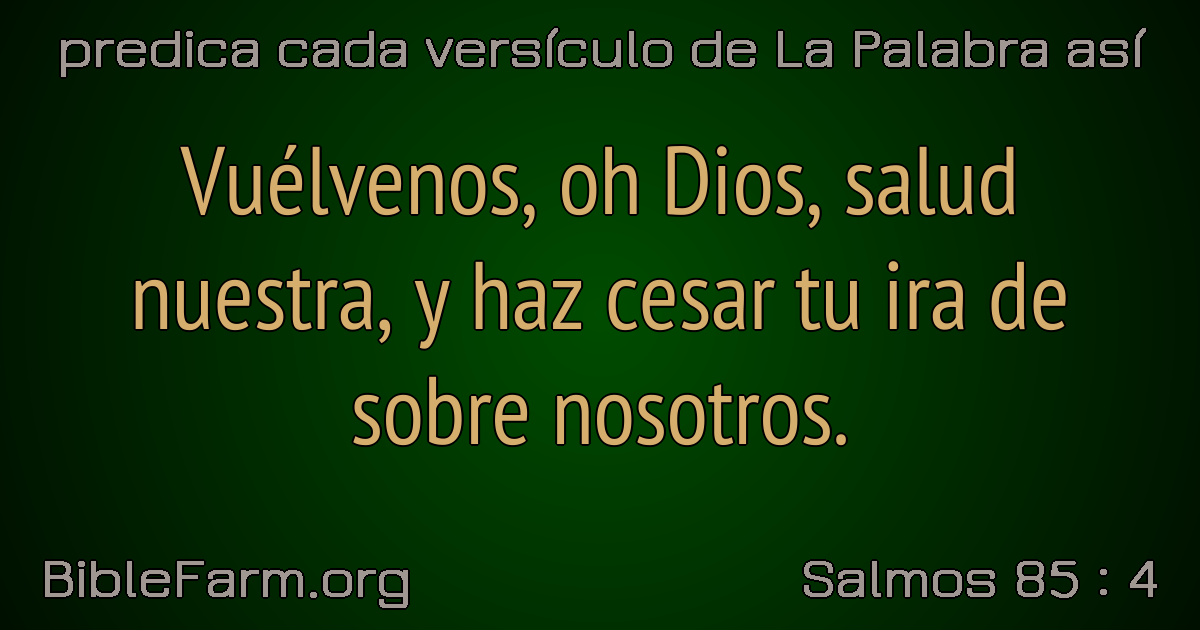 predica cada versículo de La Palabra así
Vuélvenos, oh Dios, salud
nuestra, y haz cesar tu ira de
sobre nosotros.
BibleFarm.org
Salmos 85 : 4